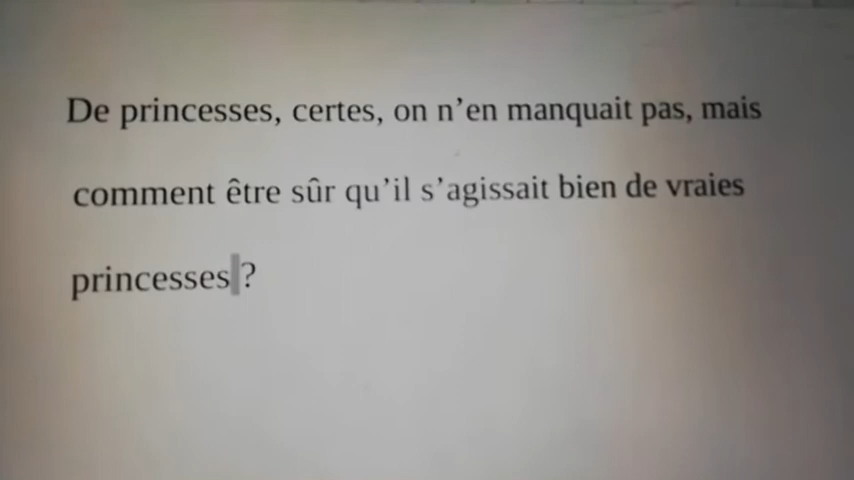 De princesses, certes, on n’en manquait pas, mais
comment être sûr qu’il s’agissait bien de vraies
princesses ?